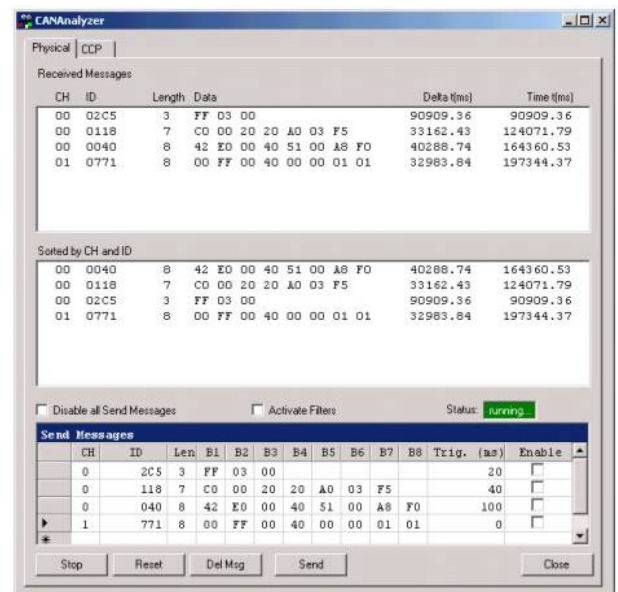 CANAnalyzer
Physical CCP
Received Messages
CH ID Length Data Delta t[ms] Time t[ms]
00 02C5 3 FF 03 00 90909.36 90909.36
00 0118 7 C0 00 20 20 A0 03 F5 33162.43 124071.79
00 0040 8 42 E0 00 40 51 00 A8 F0 40288.74 164360.53
01 0771 8 00 FF 00 40 00 00 01 01 32983.84 197344.37
Sorted by CH and ID
00 0040 8 42 E0 00 40 51 00 A8 F0 40288.74 164360.53
00 0118 7 C0 00 20 20 A0 03 F5 33162.43 124071.79
00 02C5 3 FF 03 00 90909.36 90909.36
01 0771 8 00 FF 00 40 00 00 01 01 32983.84 197344.37
Disable all Send Messages Activate Filters Status: running...
Send Messages
CH ID Len B1 B2 B3 B4 B5 B6 B7 B8 Trig. (ms) Enable
0 2C5 3 FF 03 00 20
0 118 7 C0 00 20 20 A0 03 F5 40
0 040 8 42 E0 00 40 51 00 A8 F0 100
1 771 8 00 FF 00 40 00 00 01 01 0
Stop Reset Del Msg Send Close